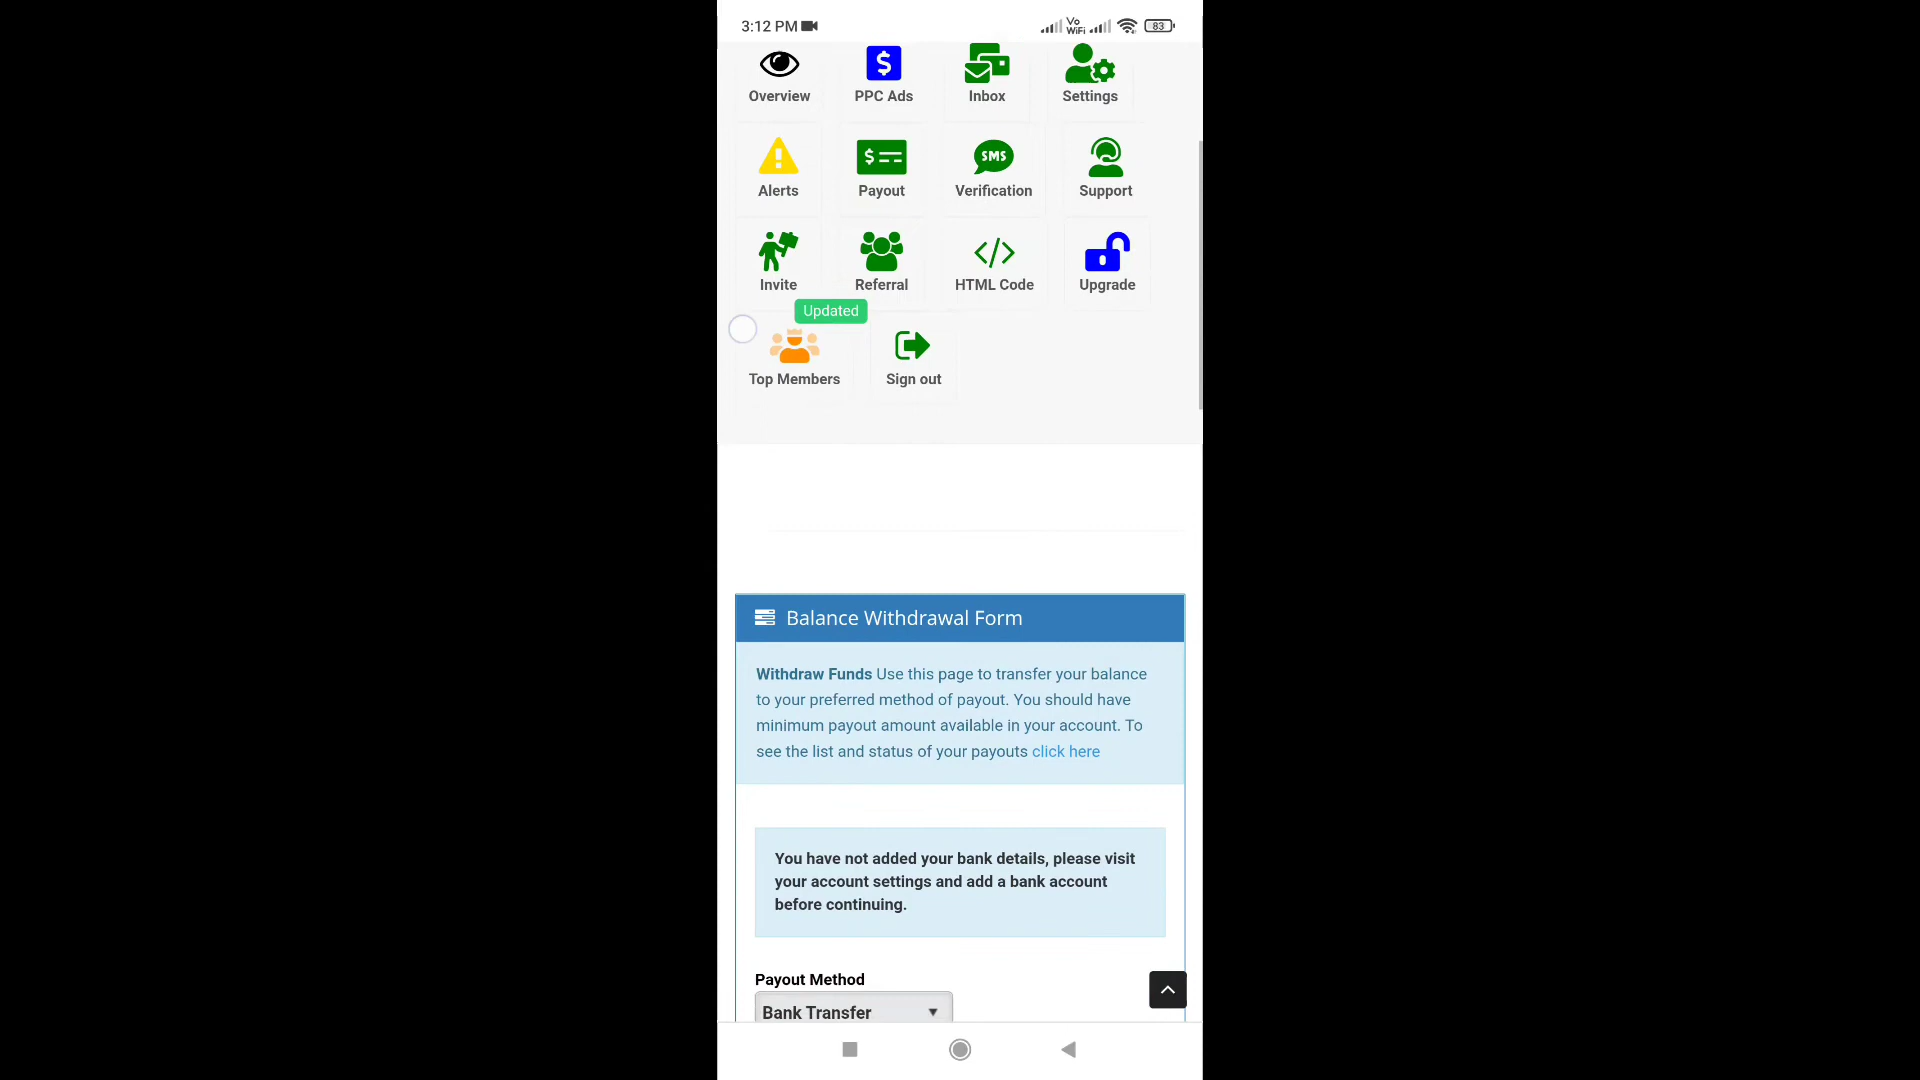 3:12 PM
Vo
WiFi
83
$
Overview PPC Ads Inbox Settings
$
SMS
Alerts Payout Verification Support
Invite Referral HTML Code Upgrade
Updated
Top Members Sign out
Balance Withdrawal Form
Withdraw Funds Use this page to transfer your balance
to your preferred method of payout. You should have
minimum payout amount available in your account. To
see the list and status of your payouts click here
You have not added your bank details, please visit
your account settings and add a bank account
before continuing.
Payout Method
Bank Transfer